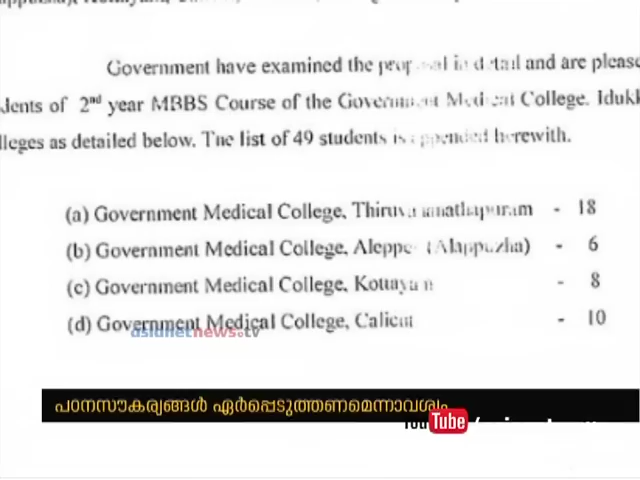 Government have examined the proposal in detail and are please
dents of 2nd year MBBS Course of the Government Medical College, Idukk
lleges as detailed below. The list of 49 students is appended herewith.
(a) Government Medical College, Thiruvananathapuram - 18
(b) Government Medical College, Aleppe (Alappuzha) - 6
(c) Government Medical College, Kottayam - 8
(d) Government Medical College, Calicut - 10
asianetnews.tv
പഠനസൗകര്യങ്ങൾ ഏർപ്പെടുത്തണമെന്നാവശ്യം
YouTube